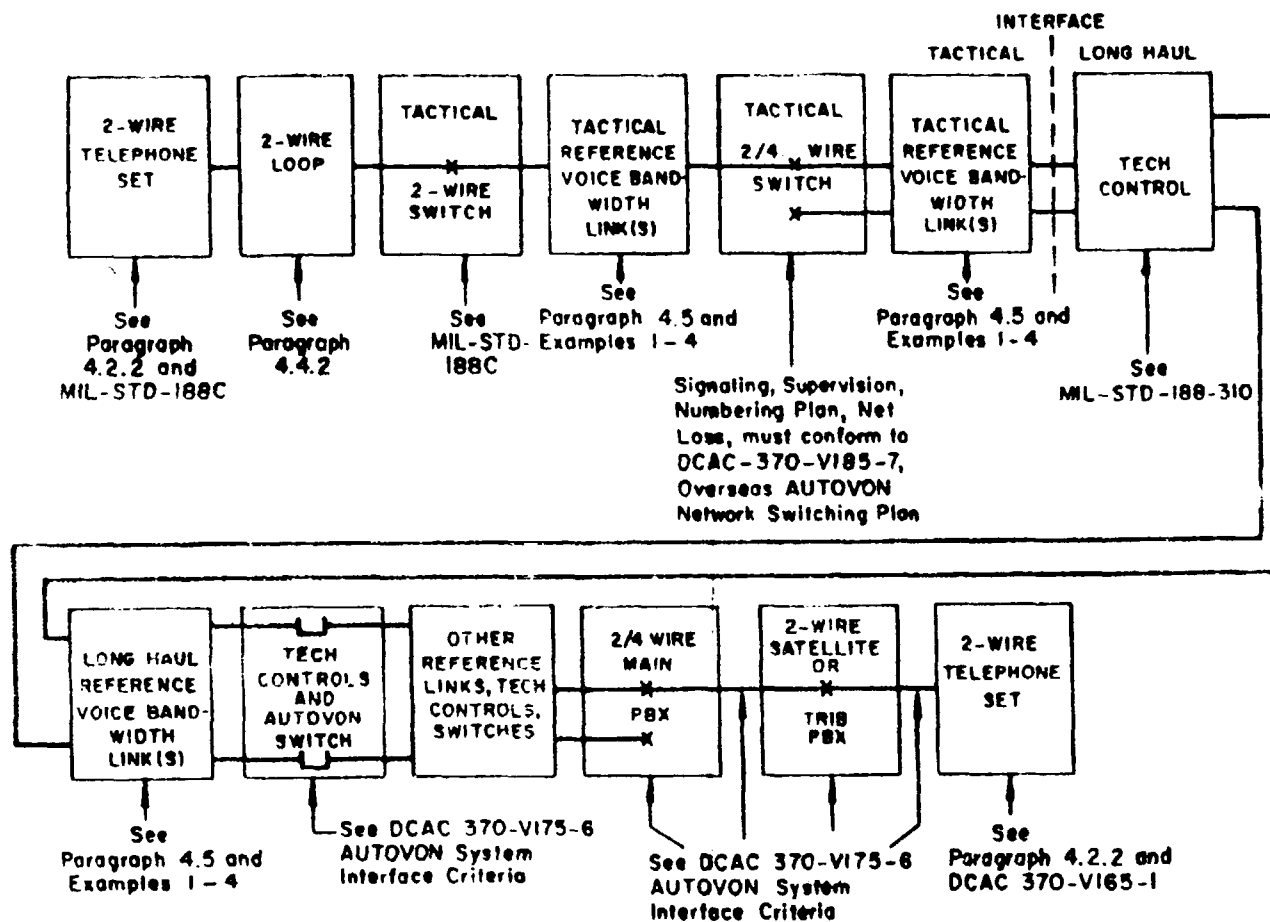 INTERFACE
TACTICAL
LONG HAUL
2-WIRE
TELEPHONE
SET
2-WIRE
LOOP
TACTICAL
2-WIRE
SWITCH
TACTICAL
REFERENCE
VOICE BAND-
WIDTH
LINK(S)
TACTICAL
2/4 WIRE
SWITCH
TACTICAL
REFERENCE
VOICE BAND-
WIDTH
LINK(S)
TECH
CONTROL
See
Paragraph
4.2.2 and
MIL-STD-188C
See
Paragraph
4.4.2
See
MIL-STD-
188C
See
Paragraph 4.5 and
Examples 1-4
Signaling, Supervision,
Numbering Plan, Net
Loss, must conform to
DCAC-370-V185-7,
Overseas AUTOVON
Network Switching Plan
See
Paragraph 4.5 and
Examples 1-4
See
MIL-STD-188-310
LONG HAUL
REFERENCE
VOICE BAND-
WIDTH
LINK(S)
TECH
CONTROLS
AND
AUTOVON
SWITCH
OTHER
REFERENCE
LINKS, TECH
CONTROLS,
SWITCHES
2/4 WIRE
MAIN
PBX
2-WIRE
SATELLITE
OR
TRIB
PBX
2-WIRE
TELEPHONE
SET
See
Paragraph 4.5 and
Examples 1-4
See DCAC 370-V175-6
AUTOVON System
Interface Criteria
See DCAC 370-V175-6
AUTOVON System
Interface Criteria
See
Paragraph 4.2.2 and
DCAC 370-V165-1